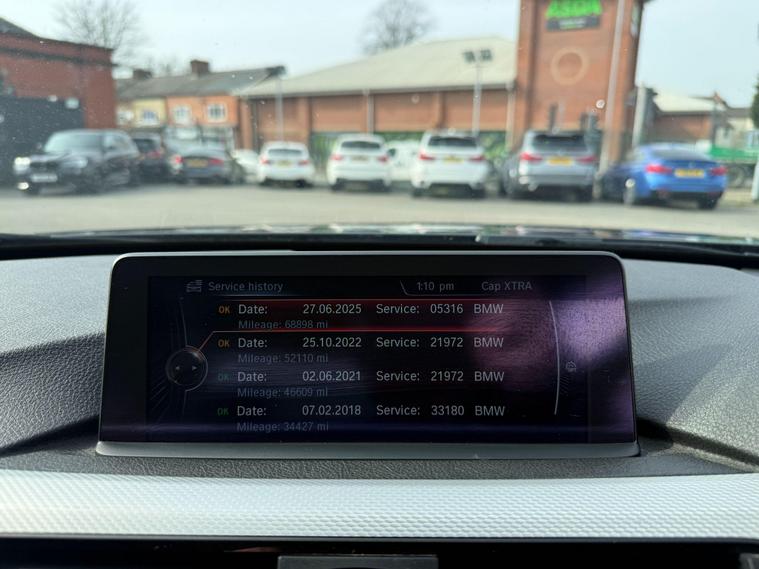 ASDA
Service history 1:10 pm Cap XTRA
OK Date: 27.06.2025 Service: 05316 BMW
Mileage: 68898 mi
OK Date: 25.10.2022 Service: 21972 BMW
Mileage: 52110 mi
OK Date: 02.06.2021 Service: 21972 BMW
Mileage: 46609 mi
OK Date: 07.02.2018 Service: 33180 BMW
Mileage: 34427 mi